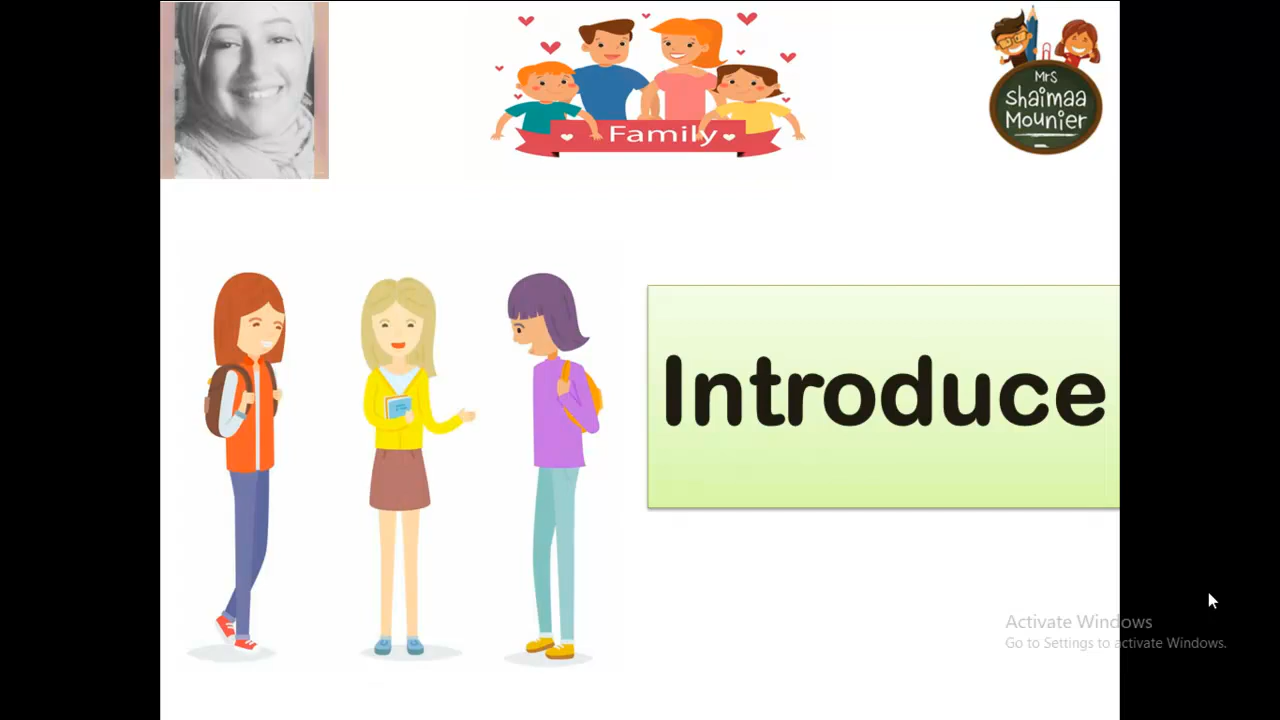 Family
Mrs
Shaimaa
Mounier
Introduce
Activate Windows
Go to Settings to activate Windows.